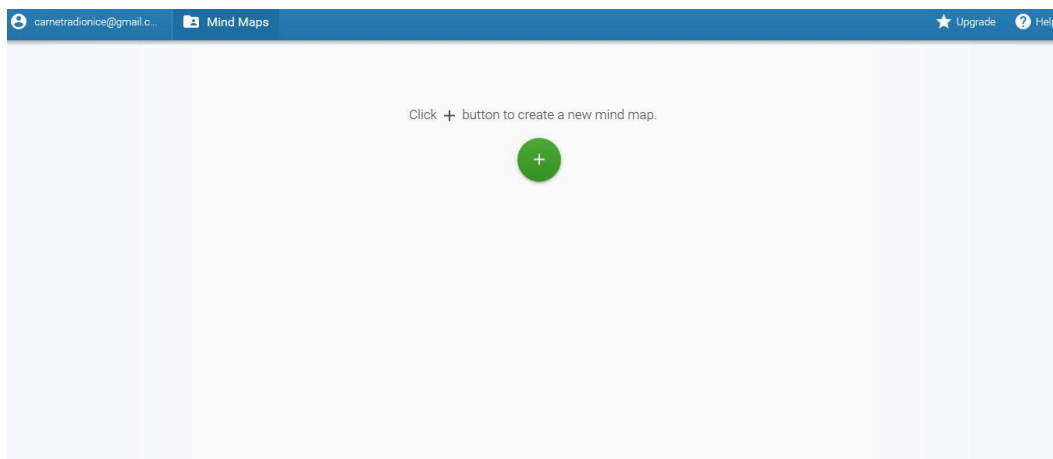 carnetradionice@gmail.c... Mind Maps Upgrade ? Help
Click + button to create a new mind map.
+